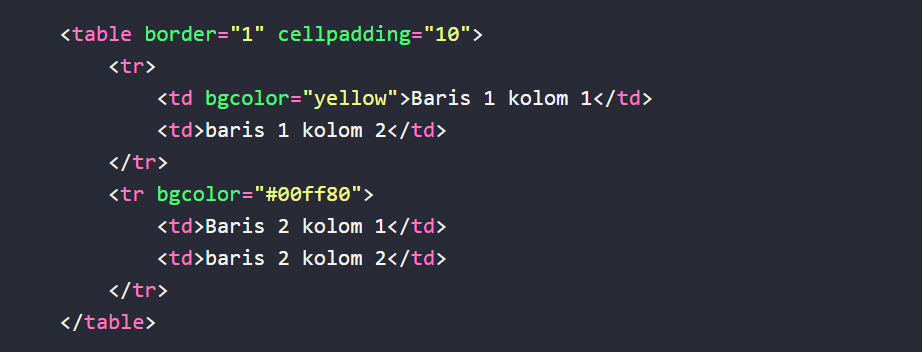 <table border="1" cellpadding="10">
    <tr>
        <td bgcolor="yellow">Baris 1 kolom 1</td>
        <td>baris 1 kolom 2</td>
    </tr>
    <tr bgcolor="#00ff80">
        <td>Baris 2 kolom 1</td>
        <td>baris 2 kolom 2</td>
    </tr>
</table>